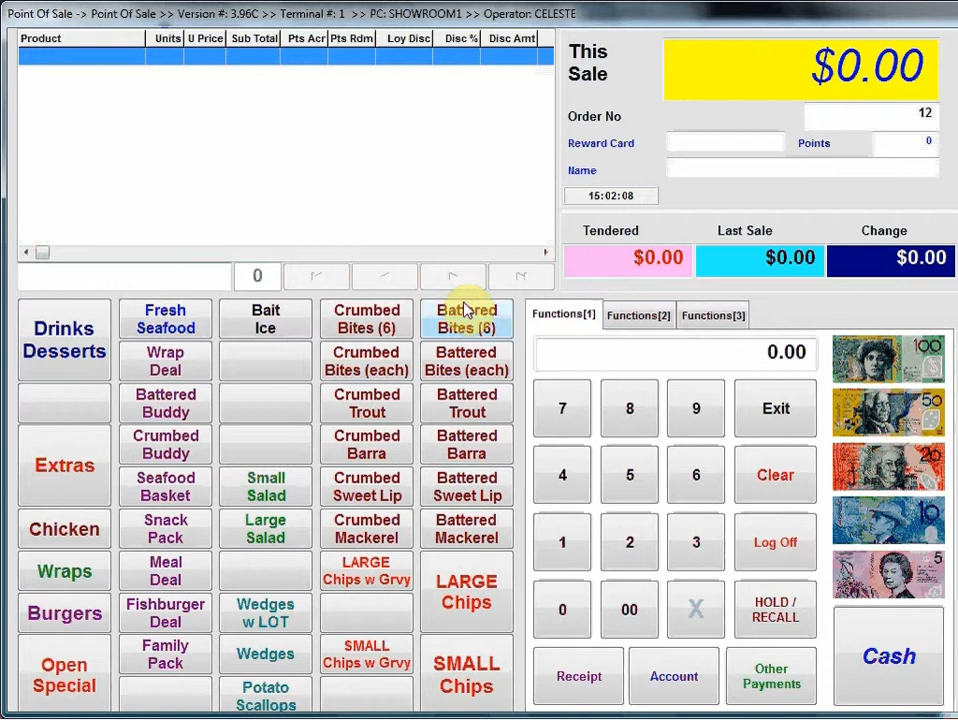 Point Of Sale -> Point Of Sale >> Version #: 3.96C >> Terminal #: 1 >> PC: SHOWROOM1 >> Operator: CELESTE
Product Units U Price Sub Total Pts Acr Pts Rdm Loy Disc Disc % Disc Amt
This
Sale
$0.00
Order No 12
Reward Card Points 0
Name
15:02:08
Tendered Last Sale Change
$0.00 $0.00 $0.00
0
Drinks
Desserts
Extras
Chicken
Wraps
Burgers
Open
Special
Fresh
Seafood
Wrap
Deal
Battered
Buddy
Crumbed
Buddy
Seafood
Basket
Snack
Pack
Meal
Deal
Fishburger
Deal
Family
Pack
Bait
Ice
Small
Salad
Large
Salad
Wedges
w LOT
Wedges
Potato
Scallops
Crumbed
Bites (6)
Crumbed
Bites (each)
Crumbed
Trout
Crumbed
Barra
Crumbed
Sweet Lip
Crumbed
Mackerel
LARGE
Chips w Grvy
SMALL
Chips w Grvy
Battered
Bites (6)
Battered
Bites (each)
Battered
Trout
Battered
Barra
Battered
Sweet Lip
Battered
Mackerel
LARGE
Chips
SMALL
Chips
Functions[1] Functions[2] Functions[3]
0.00
7 8 9 Exit
4 5 6 Clear
1 2 3 Log Off
0 00 X HOLD /
RECALL
Receipt Account Other
Payments
100
50
20
10
5
Cash